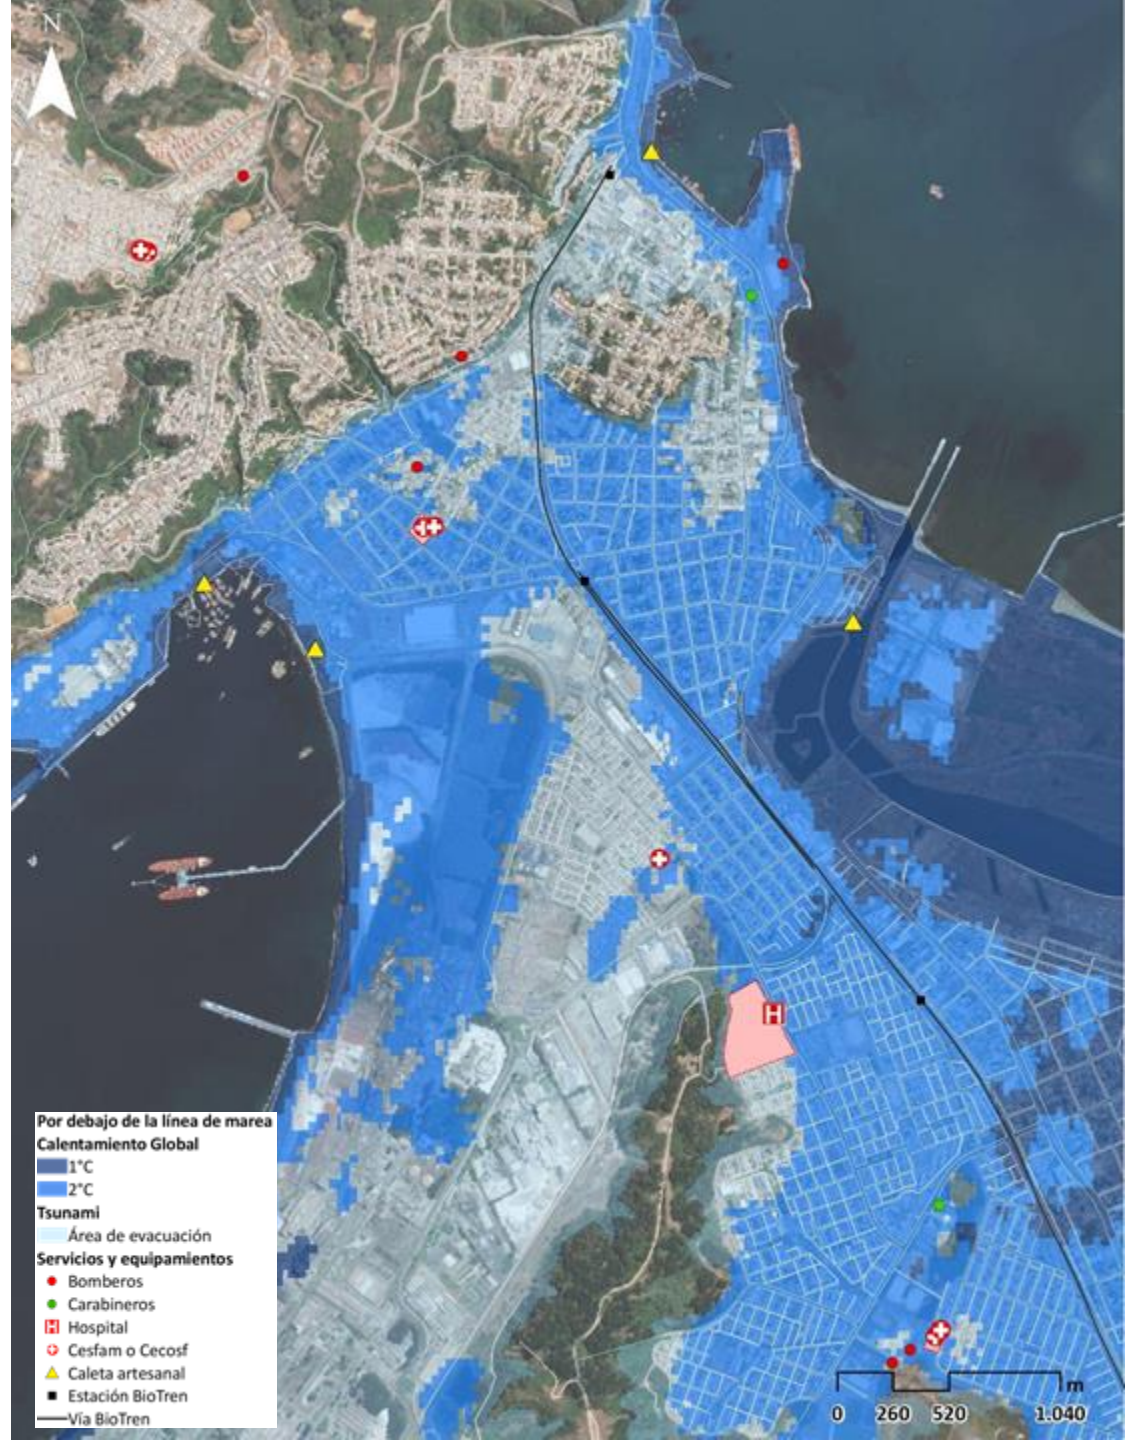 N
Por debajo de la línea de marea
Calentamiento Global
1°C
2°C
Tsunami
Área de evacuación
Servicios y equipamientos
Bomberos
Carabineros
H Hospital
Cesfam o Cecosf
Caleta artesanal
Estación BioTren
Vía BioTren
H
m
0 260 520 1.040